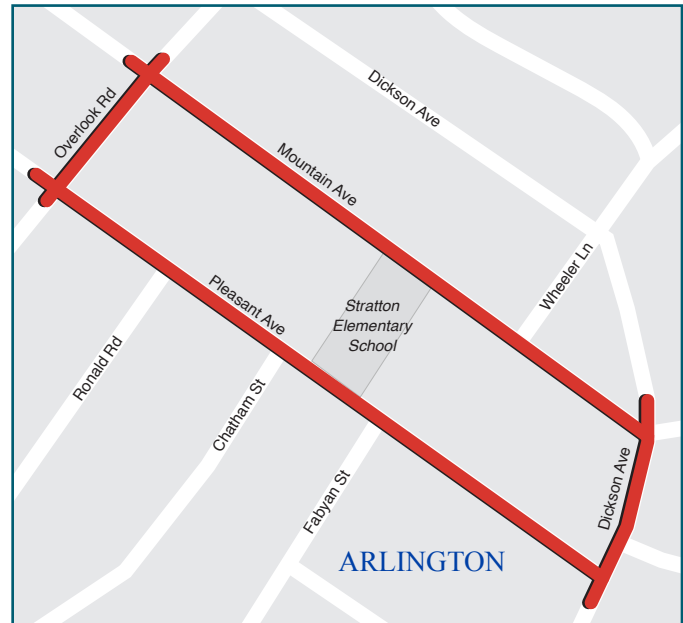 Dickson Ave
Overlook Rd
Mountain Ave
Wheeler Ln
Pleasant Ave
Stratton
Elementary
School
Ronald Rd
Chatham St
Fabyan St
Dickson Ave
ARLINGTON